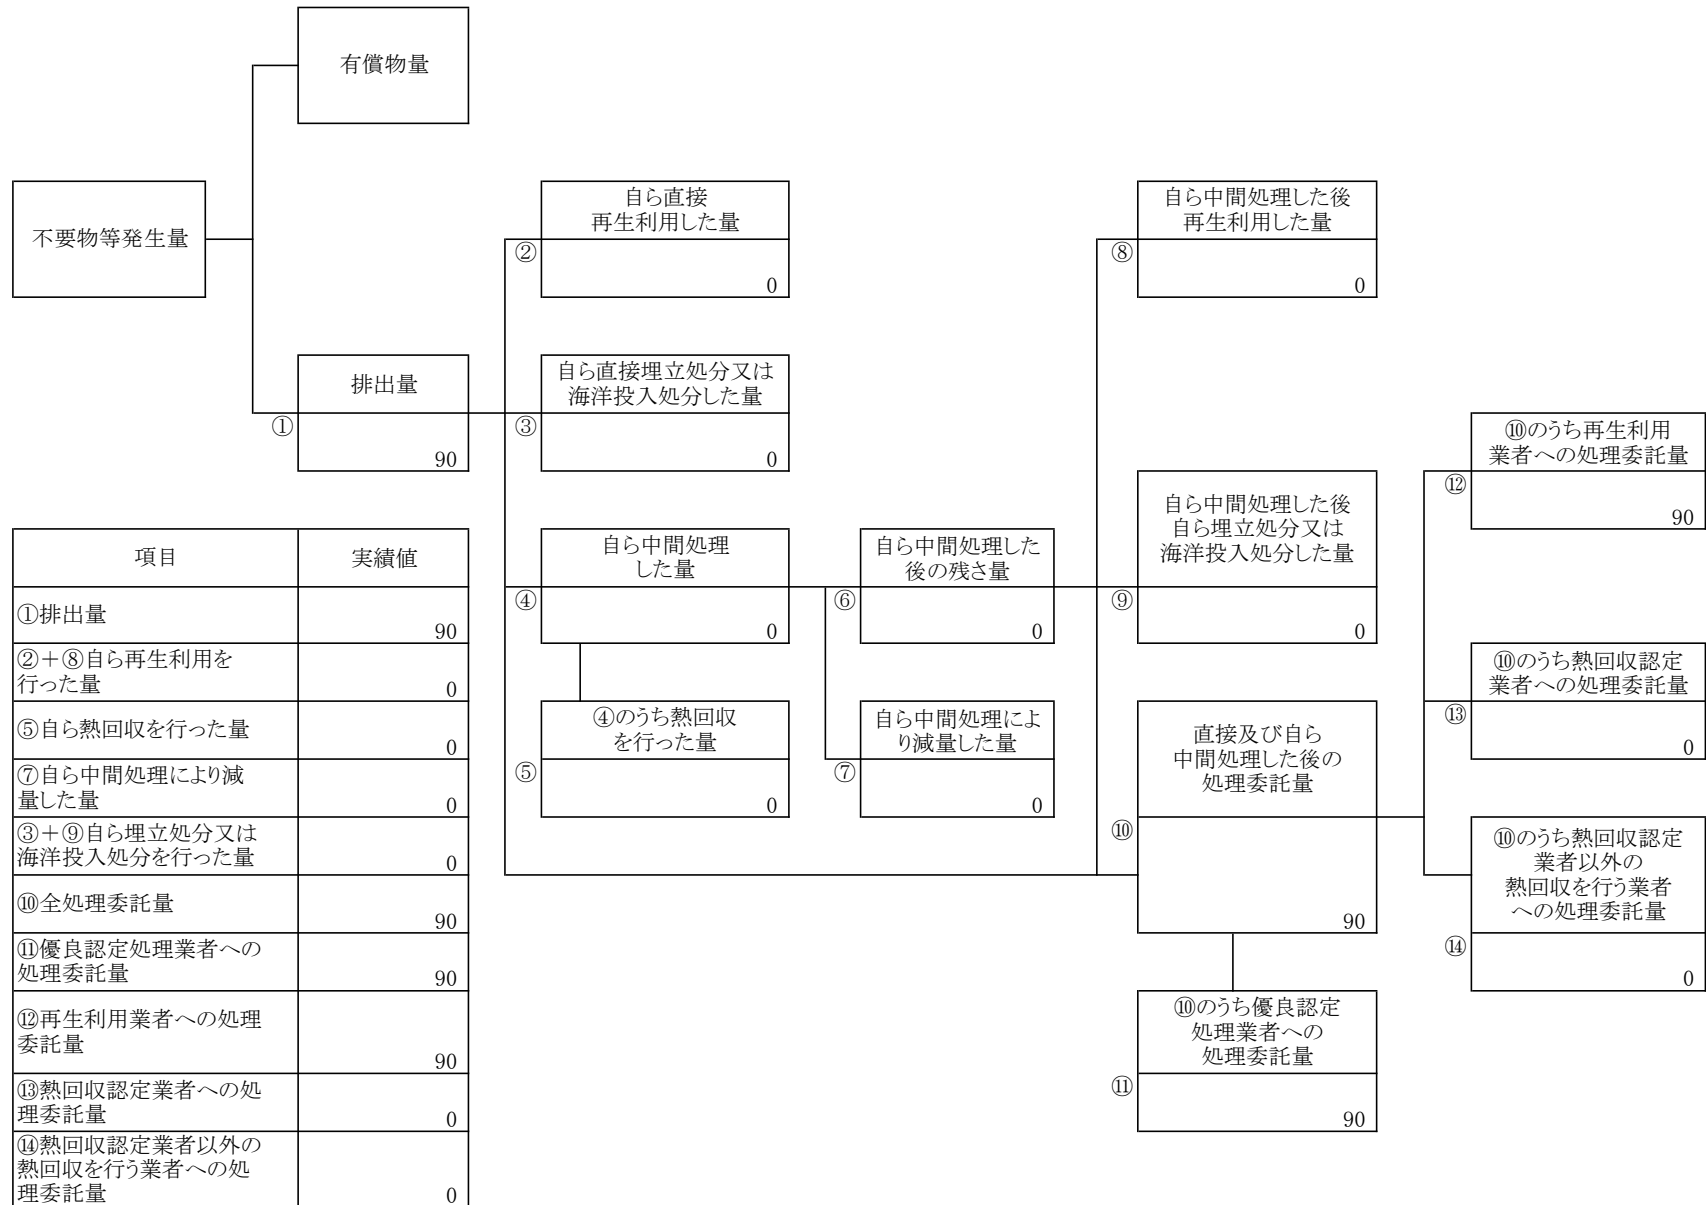 有償物量
不要物等発生量
自ら直接
再生利用した量
②
0
自ら中間処理した後
再生利用した量
⑧
0
排出量
①
90
自ら直接埋立処分又は
海洋投入処分した量
③
0
⑩のうち再生利用
業者への処理委託量
⑫
90
自ら中間処理
した量
④
0
自ら中間処理した
後の残さ量
⑥
0
自ら中間処理した後
自ら埋立処分又は
海洋投入処分した量
⑨
0
⑩のうち熱回収認定
業者への処理委託量
⑬
0
④のうち熱回収
を行った量
⑤
0
自ら中間処理によ
り減量した量
⑦
0
直接及び自ら
中間処理した後の
処理委託量
⑩
90
⑩のうち熱回収認定
業者以外の
熱回収を行う業者
への処理委託量
⑭
0
⑩のうち優良認定
処理業者への
処理委託量
⑪
90
項目 実績値
①排出量
90
②+⑧自ら再生利用を
行った量 0
⑤自ら熱回収を行った量
0
⑦自ら中間処理により減
量した量 0
③+⑨自ら埋立処分又は
海洋投入処分を行った量 0
⑩全処理委託量
90
⑪優良認定処理業者への
処理委託量 90
⑫再生利用業者への処理
委託量
90
⑬熱回収認定業者への処
理委託量 0
⑭熱回収認定業者以外の
熱回収を行う業者への処
理委託量 0